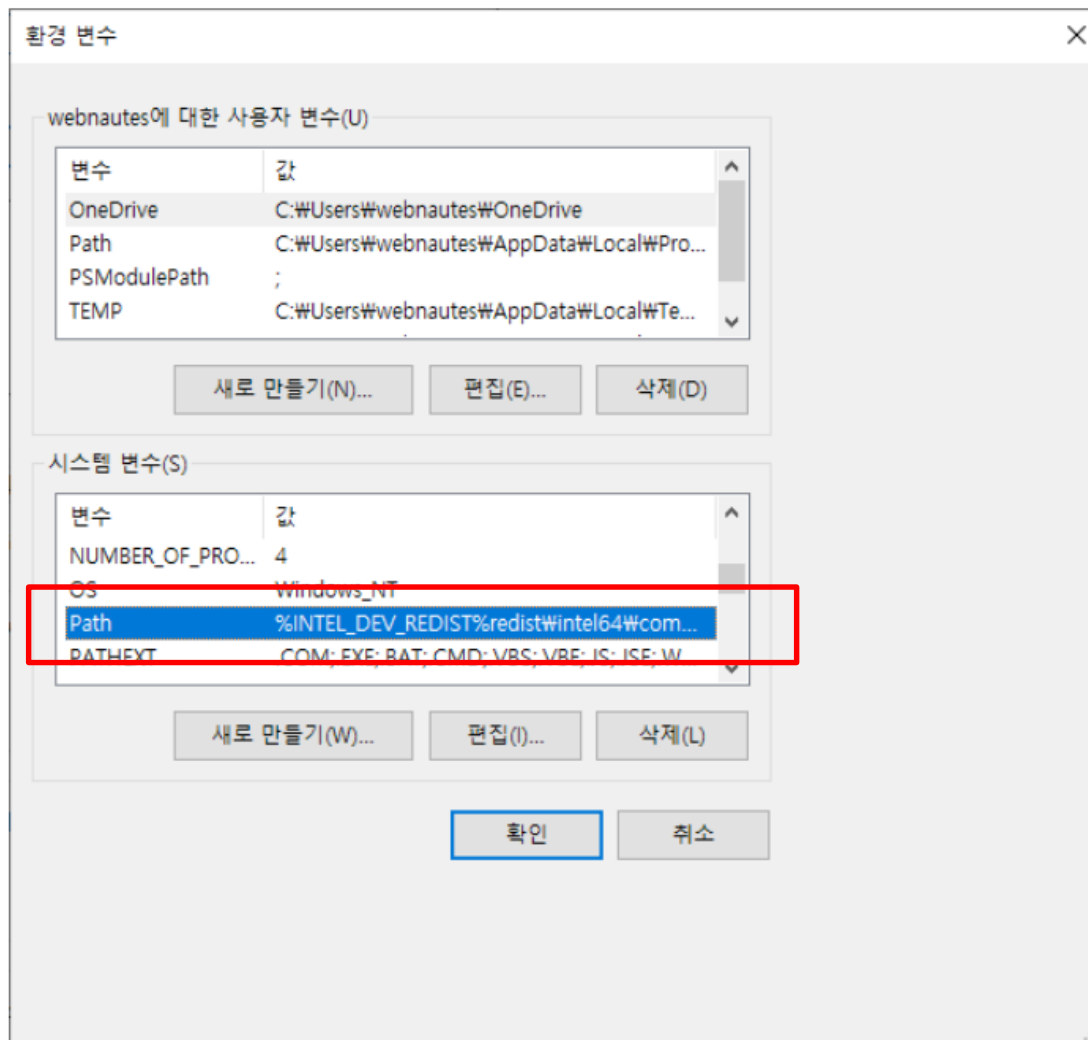 환경 변수
webnautes에 대한 사용자 변수(U)
변수 값
OneDrive C:₩Users₩webnautes₩OneDrive
Path C:₩Users₩webnautes₩AppData₩Local₩Pro...
PSModulePath ;
TEMP C:₩Users₩webnautes₩AppData₩Local₩Te...
새로 만들기(N)... 편집(E)... 삭제(D)
시스템 변수(S)
변수 값
NUMBER_OF_PRO... 4
OS Windows_NT
Path %INTEL_DEV_REDIST%redist₩intel64₩com...
PATHEXT .COM;.EXE;.BAT;.CMD;.VBS;.VBE;.JS;.JSE;.W...
새로 만들기(W)... 편집(I)... 삭제(L)
확인 취소